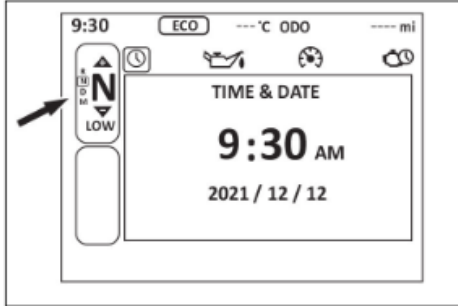 9:30 ECO ---°C ODO ----mi
R
N
D
M
N
LOW
TIME & DATE
9:30 AM
2021 / 12 / 12